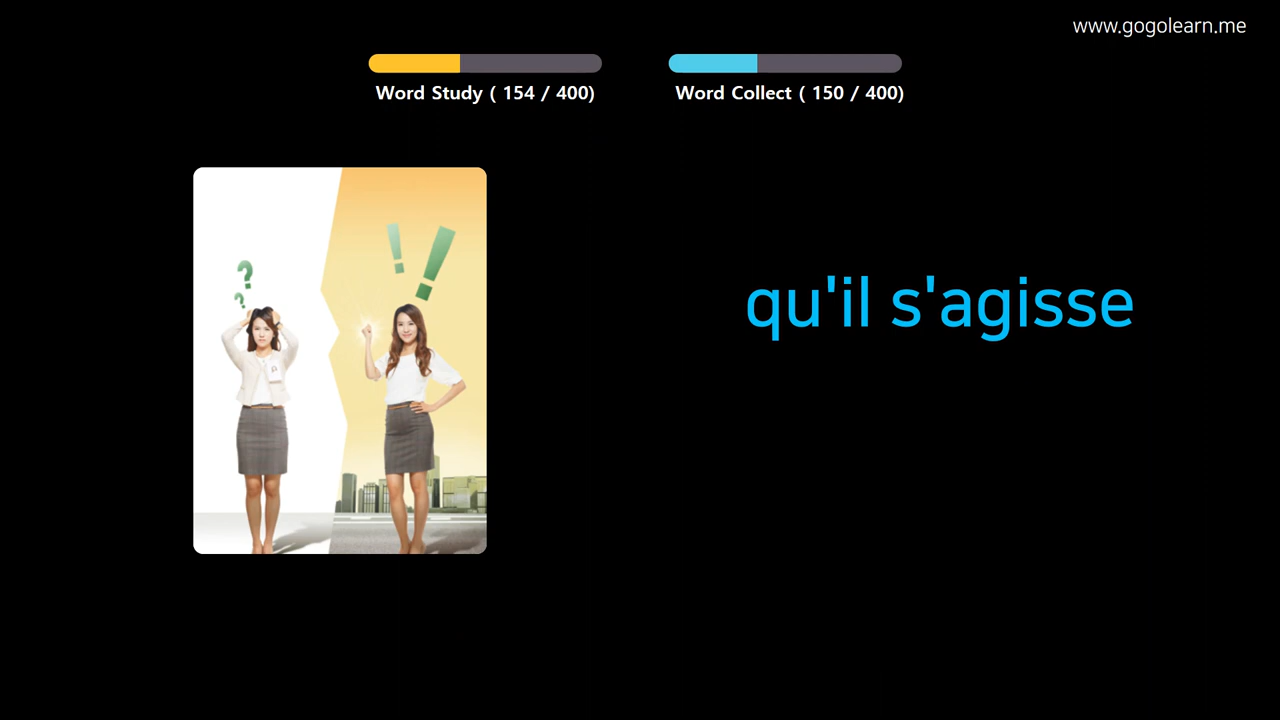 www.gogolearn.me
Word Study ( 154 / 400)
Word Collect ( 150 / 400)
? ?
! !
qu'il s'agisse